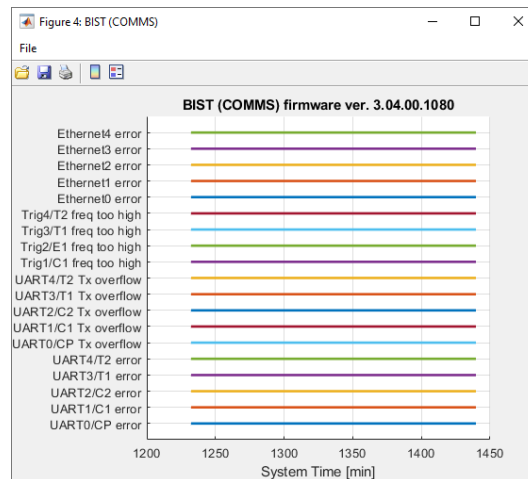 Figure 4: BIST (COMMS)
File
BIST (COMMS) firmware ver. 3.04.00.1080
Ethernet4 error
Ethernet3 error
Ethernet2 error
Ethernet1 error
Ethernet0 error
Trig4/T2 freq too high
Trig3/T1 freq too high
Trig2/E1 freq too high
Trig1/C1 freq too high
UART4/T2 Tx overflow
UART3/T1 Tx overflow
UART2/C2 Tx overflow
UART1/C1 Tx overflow
UART0/CP Tx overflow
UART4/T2 error
UART3/T1 error
UART2/C2 error
UART1/C1 error
UART0/CP error
1200 1250 1300 1350 1400 1450
System Time [min]